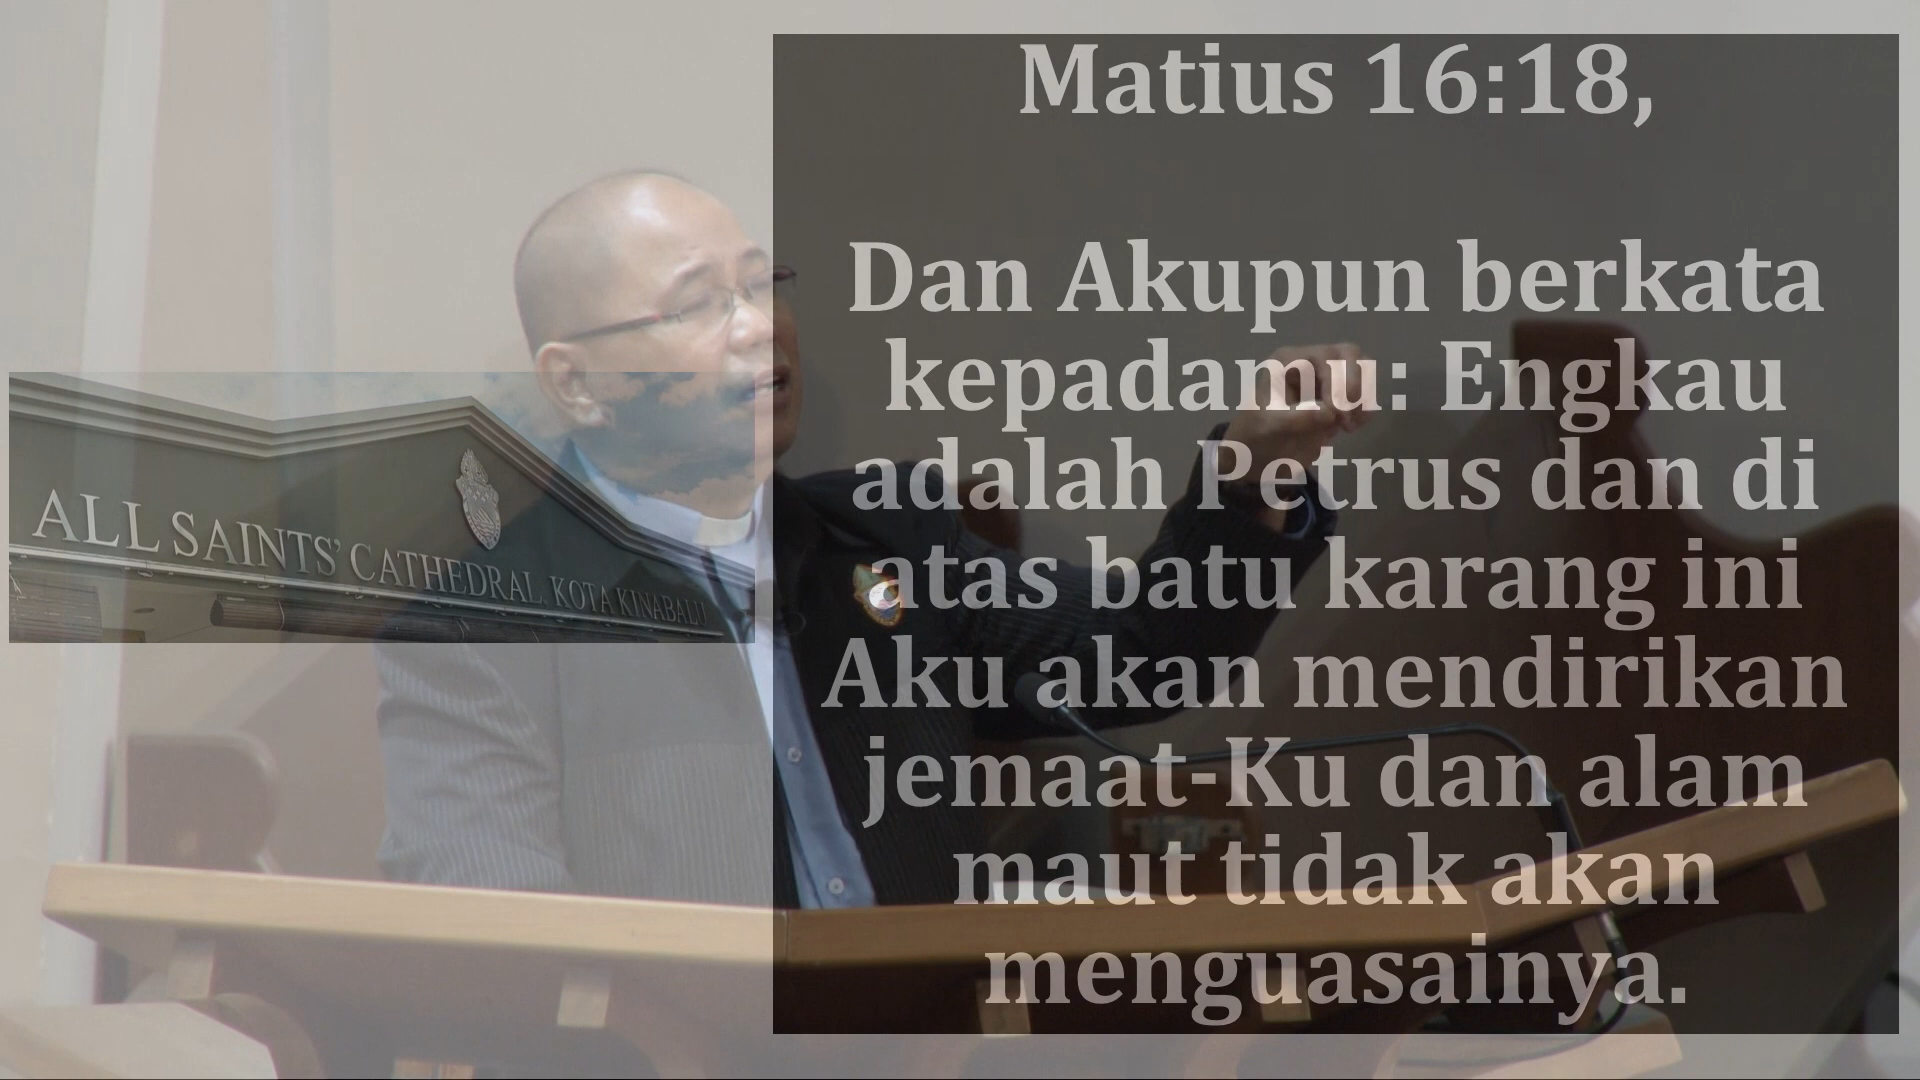 Matius 16:18,
Dan Akupun berkata
kepadamu: Engkau
adalah Petrus dan di
atas batu karang ini
Aku akan mendirikan
jemaat-Ku dan alam
maut tidak akan
menguasainya.
ALL SAINTS' CATHEDRAL, KOTA KINABALU